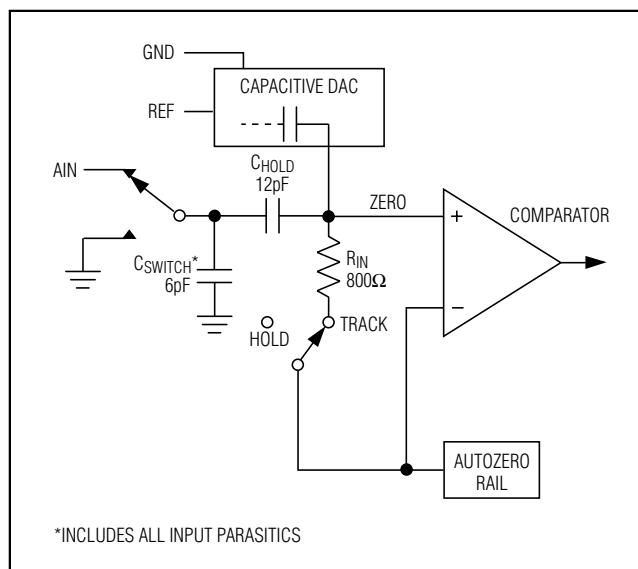 GND
CAPACITIVE DAC
REF
AIN
CHOLD
12pF
ZERO
COMPARATOR
+
RIN
800Ω
CSWITCH*
6pF
−
HOLD
TRACK
AUTOZERO
RAIL
*INCLUDES ALL INPUT PARASITICS